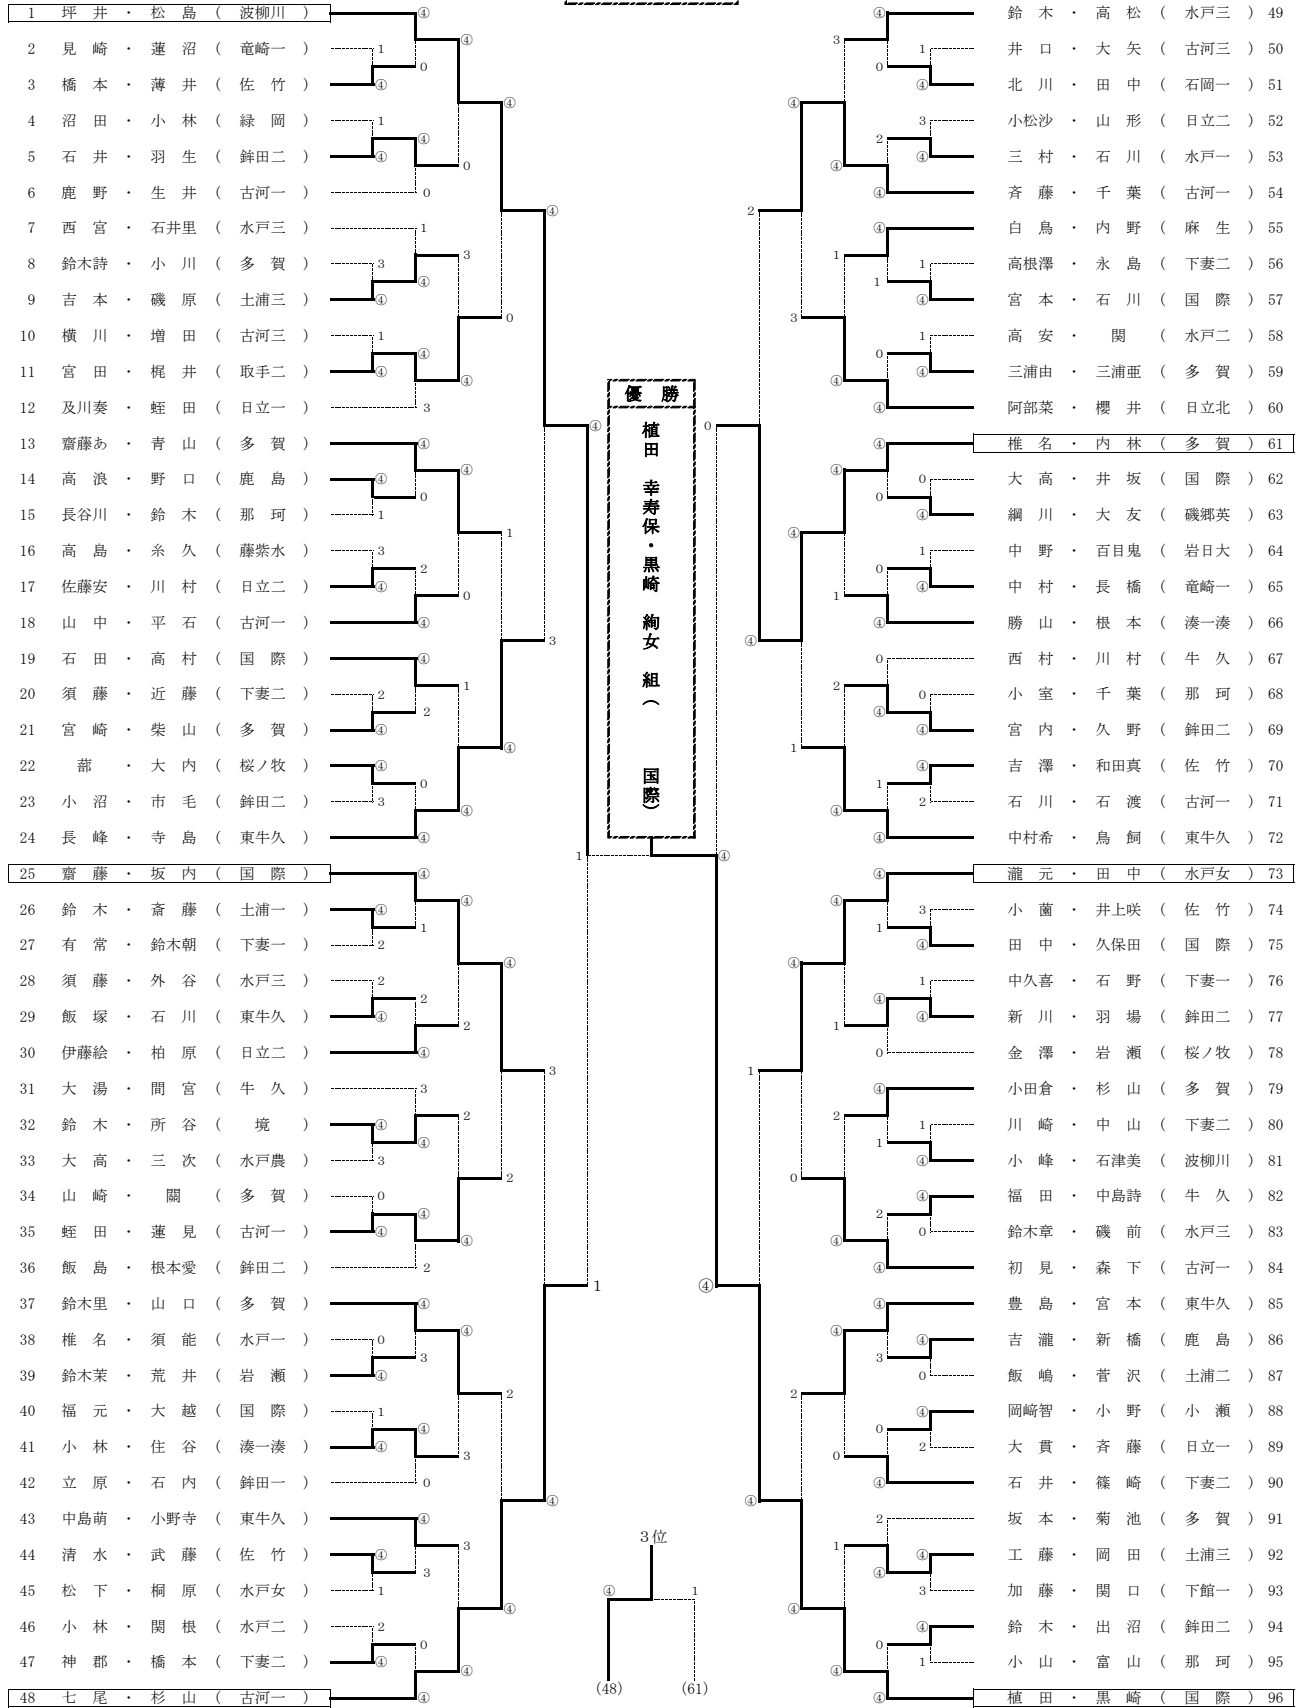 1 坪井・松島 ( 波柳川 )
2 見崎・蓮沼 ( 竜崎一 )
3 橋本・薄井 ( 佐竹 )
4 沼田・小林 ( 緑岡 )
5 石井・羽生 ( 鉾田二 )
6 鹿野・生井 ( 古河一 )
7 西宮・石井里 ( 水戸三 )
8 鈴木詩・小川 ( 多賀 )
9 吉本・磯原 ( 土浦三 )
10 横川・増田 ( 古河三 )
11 宮田・梶井 ( 取手二 )
12 及川奏・蛭田 ( 日立一 )
13 齋藤あ・青山 ( 多賀 )
14 高浪・野口 ( 鹿島 )
15 長谷川・鈴木 ( 那珂 )
16 高島・糸久 ( 藤紫水 )
17 佐藤安・川村 ( 日立二 )
18 山中・平石 ( 古河一 )
19 石田・高村 ( 国際 )
20 須藤・近藤 ( 下妻二 )
21 宮崎・柴山 ( 多賀 )
22 蔀・大内 ( 桜ノ牧 )
23 小沼・市毛 ( 鉾田二 )
24 長峰・寺島 ( 東牛久 )
25 齋藤・坂内 ( 国際 )
26 鈴木・斎藤 ( 土浦一 )
27 有常・鈴木朝 ( 下妻一 )
28 須藤・外谷 ( 水戸三 )
29 飯塚・石川 ( 東牛久 )
30 伊藤絵・柏原 ( 日立二 )
31 大湯・間宮 ( 牛久 )
32 鈴木・所谷 ( 境 )
33 大高・三次 ( 水戸農 )
34 山崎・關 ( 多賀 )
35 蛭田・蓮見 ( 古河一 )
36 飯島・根本愛 ( 鉾田二 )
37 鈴木里・山口 ( 多賀 )
38 椎名・須能 ( 水戸一 )
39 鈴木茉・荒井 ( 岩瀬 )
40 福元・大越 ( 国際 )
41 小林・住谷 ( 湊一湊 )
42 立原・石内 ( 鉾田一 )
43 中島萌・小野寺 ( 東牛久 )
44 清水・武藤 ( 佐竹 )
45 松下・桐原 ( 水戸女 )
46 小林・関根 ( 水戸二 )
47 神郡・橋本 ( 下妻二 )
48 七尾・杉山 ( 古河一 )
優勝
植田 幸寿保・黒崎 絢女 組 ( 国際)
3位
④ 1
(48) (61)
鈴木・高松 ( 水戸三 ) 49
井口・大矢 ( 古河三 ) 50
北川・田中 ( 石岡一 ) 51
小松沙・山形 ( 日立二 ) 52
三村・石川 ( 水戸一 ) 53
斉藤・千葉 ( 古河一 ) 54
白鳥・内野 ( 麻生 ) 55
高根澤・永島 ( 下妻二 ) 56
宮本・石川 ( 国際 ) 57
高安・関 ( 水戸二 ) 58
三浦由・三浦亜 ( 多賀 ) 59
阿部菜・櫻井 ( 日立北 ) 60
椎名・内林 ( 多賀 ) 61
大高・井坂 ( 国際 ) 62
綱川・大友 ( 磯郷英 ) 63
中野・百目鬼 ( 岩日大 ) 64
中村・長橋 ( 竜崎一 ) 65
勝山・根本 ( 湊一湊 ) 66
西村・川村 ( 牛久 ) 67
小室・千葉 ( 那珂 ) 68
宮内・久野 ( 鉾田二 ) 69
吉澤・和田真 ( 佐竹 ) 70
石川・石渡 ( 古河一 ) 71
中村希・鳥飼 ( 東牛久 ) 72
瀧元・田中 ( 水戸女 ) 73
小薗・井上咲 ( 佐竹 ) 74
田中・久保田 ( 国際 ) 75
中久喜・石野 ( 下妻一 ) 76
新川・羽場 ( 鉾田二 ) 77
金澤・岩瀬 ( 桜ノ牧 ) 78
小田倉・杉山 ( 多賀 ) 79
川崎・中山 ( 下妻二 ) 80
小峰・石津美 ( 波柳川 ) 81
福田・中島詩 ( 牛久 ) 82
鈴木章・磯前 ( 水戸三 ) 83
初見・森下 ( 古河一 ) 84
豊島・宮本 ( 東牛久 ) 85
吉瀧・新橋 ( 鹿島 ) 86
飯嶋・菅沢 ( 土浦二 ) 87
岡﨑智・小野 ( 小瀬 ) 88
大貫・斉藤 ( 日立一 ) 89
石井・篠崎 ( 下妻二 ) 90
坂本・菊池 ( 多賀 ) 91
工藤・岡田 ( 土浦三 ) 92
加藤・関口 ( 下館一 ) 93
鈴木・出沼 ( 鉾田二 ) 94
小山・富山 ( 那珂 ) 95
植田・黒崎 ( 国際 ) 96